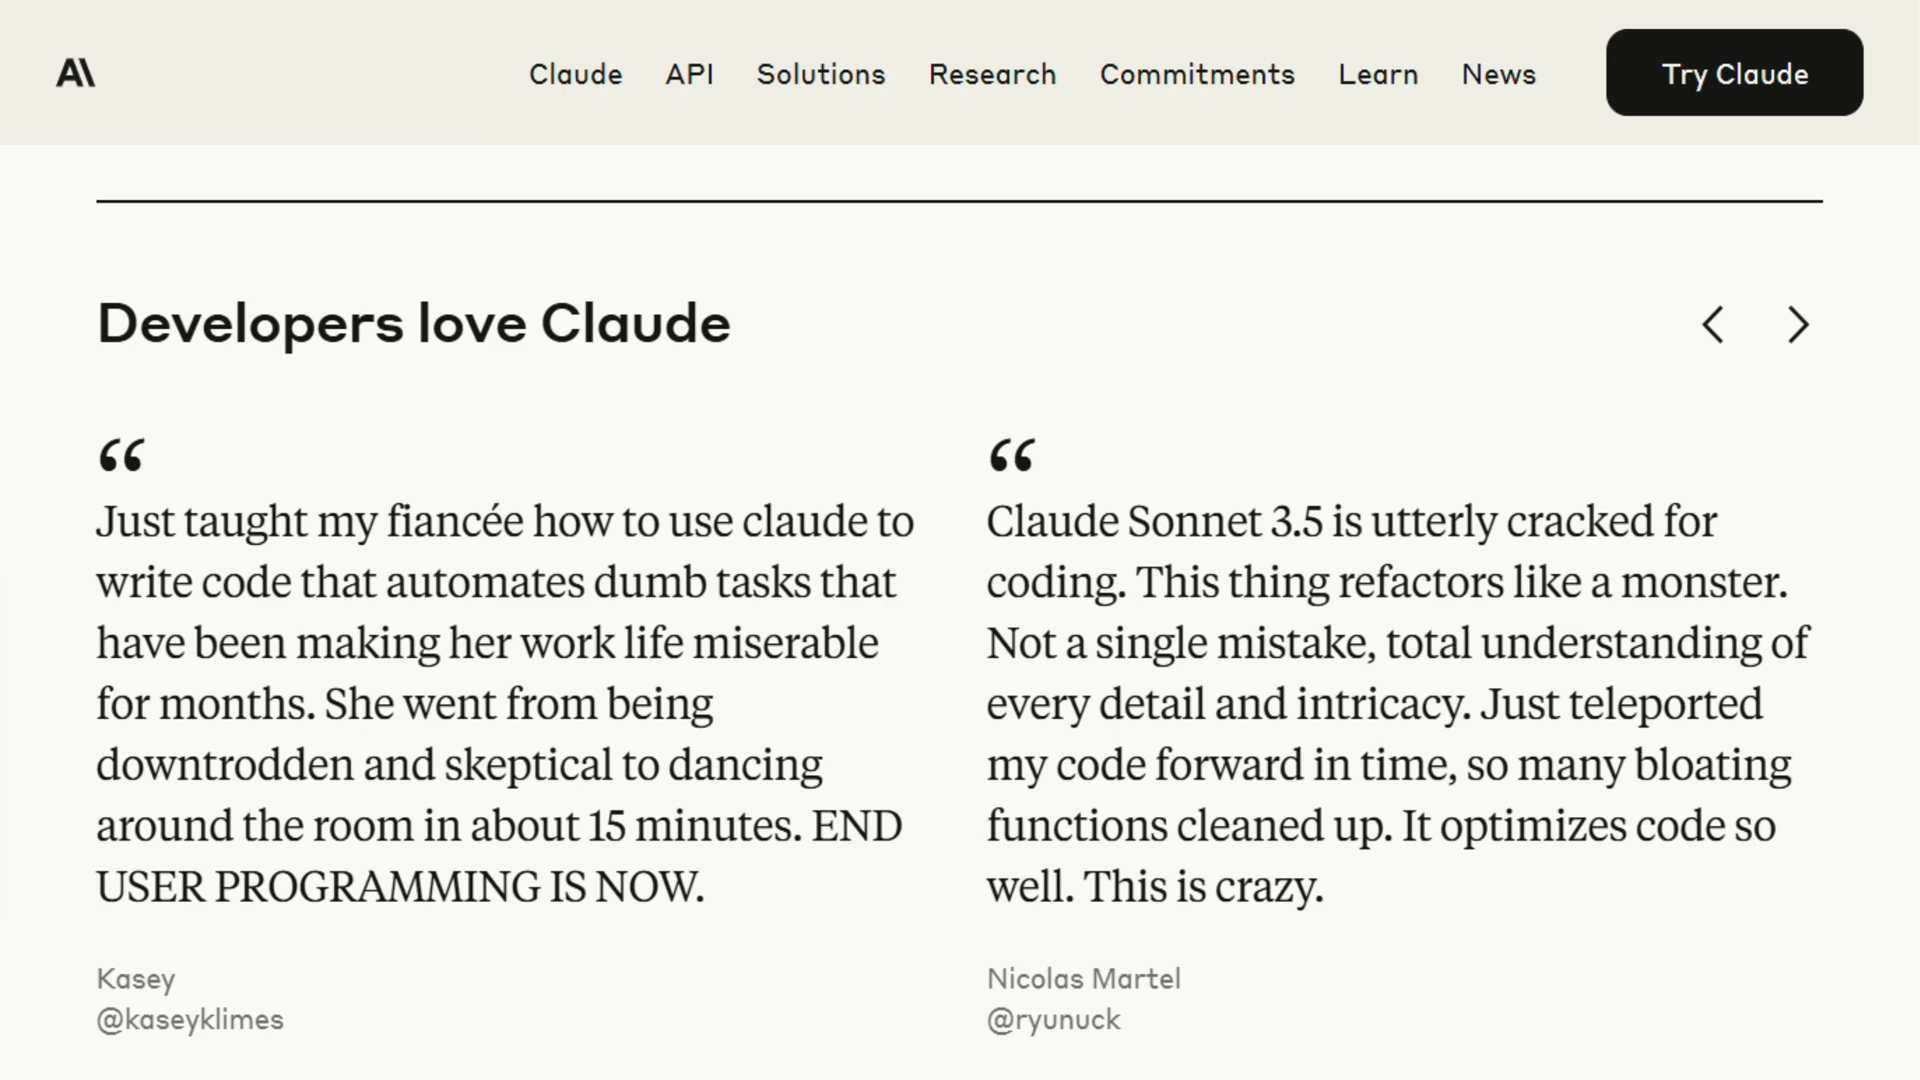 A\
Claude API Solutions Research Commitments Learn News Try Claude
Developers love Claude
“
Just taught my fiancée how to use claude to
write code that automates dumb tasks that
have been making her work life miserable
for months. She went from being
downtrodden and skeptical to dancing
around the room in about 15 minutes. END
USER PROGRAMMING IS NOW.
Kasey
@kaseyklimes
“
Claude Sonnet 3.5 is utterly cracked for
coding. This thing refactors like a monster.
Not a single mistake, total understanding of
every detail and intricacy. Just teleported
my code forward in time, so many bloating
functions cleaned up. It optimizes code so
well. This is crazy.
Nicolas Martel
@ryunuck